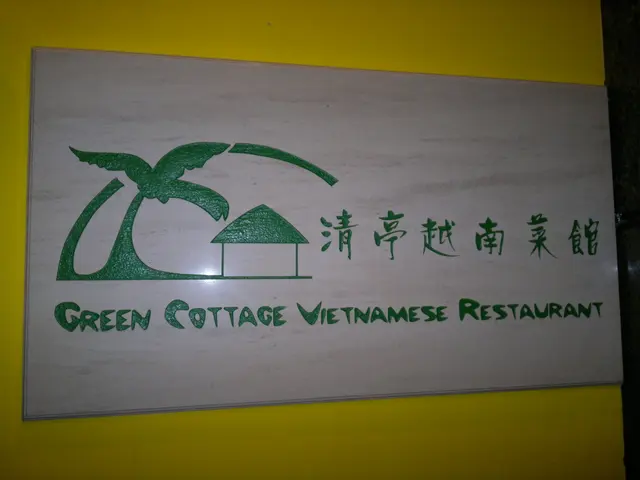 清亭越南菜館
GREEN COTTAGE VIETNAMESE RESTAURANT